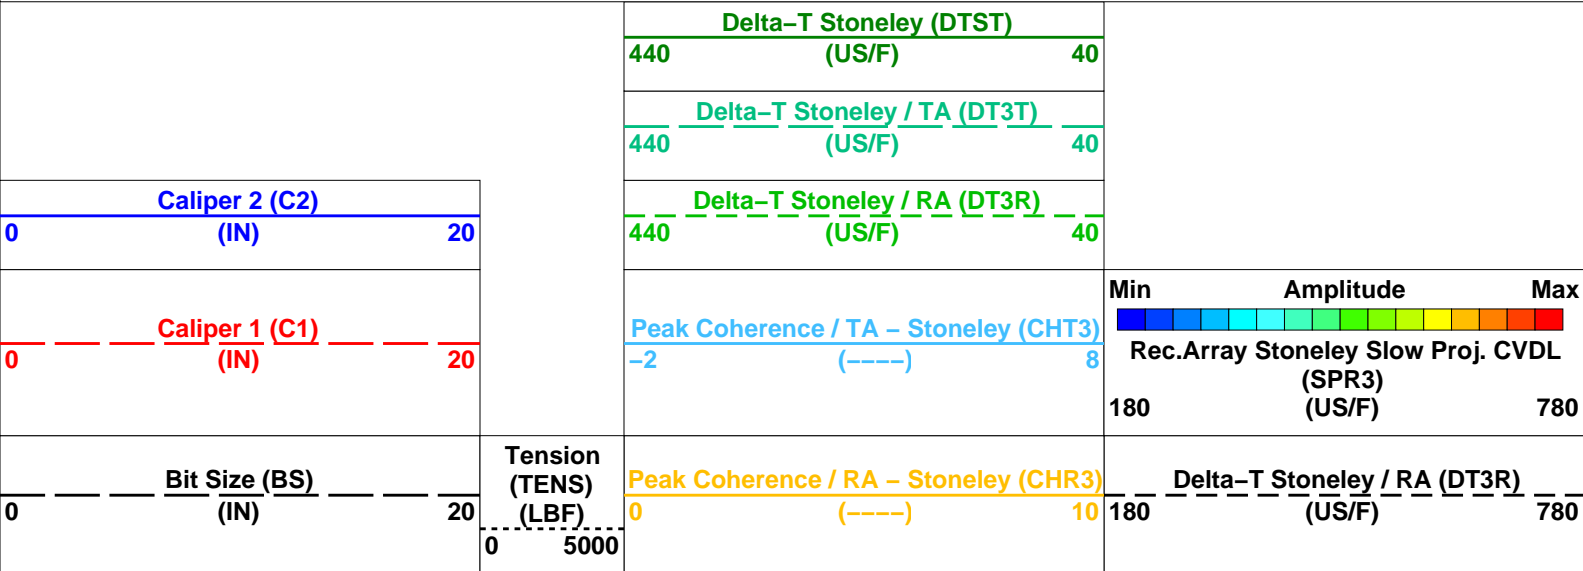 Delta−T Stoneley (DTST)
440 (US/F) 40
Delta−T Stoneley / TA (DT3T)
440 (US/F) 40
Caliper 2 (C2)
0 (IN) 20
Delta−T Stoneley / RA (DT3R)
440 (US/F) 40
Caliper 1 (C1)
0 (IN) 20
Peak Coherence / TA − Stoneley (CHT3)
−2 (−−−−) 8
Min Amplitude Max
Rec.Array Stoneley Slow Proj. CVDL
(SPR3)
180 (US/F) 780
Bit Size (BS)
0 (IN) 20
Tension
(TENS)
(LBF)
0 5000
Peak Coherence / RA − Stoneley (CHR3)
0 (−−−−) 10
Delta−T Stoneley / RA (DT3R)
180 (US/F) 780